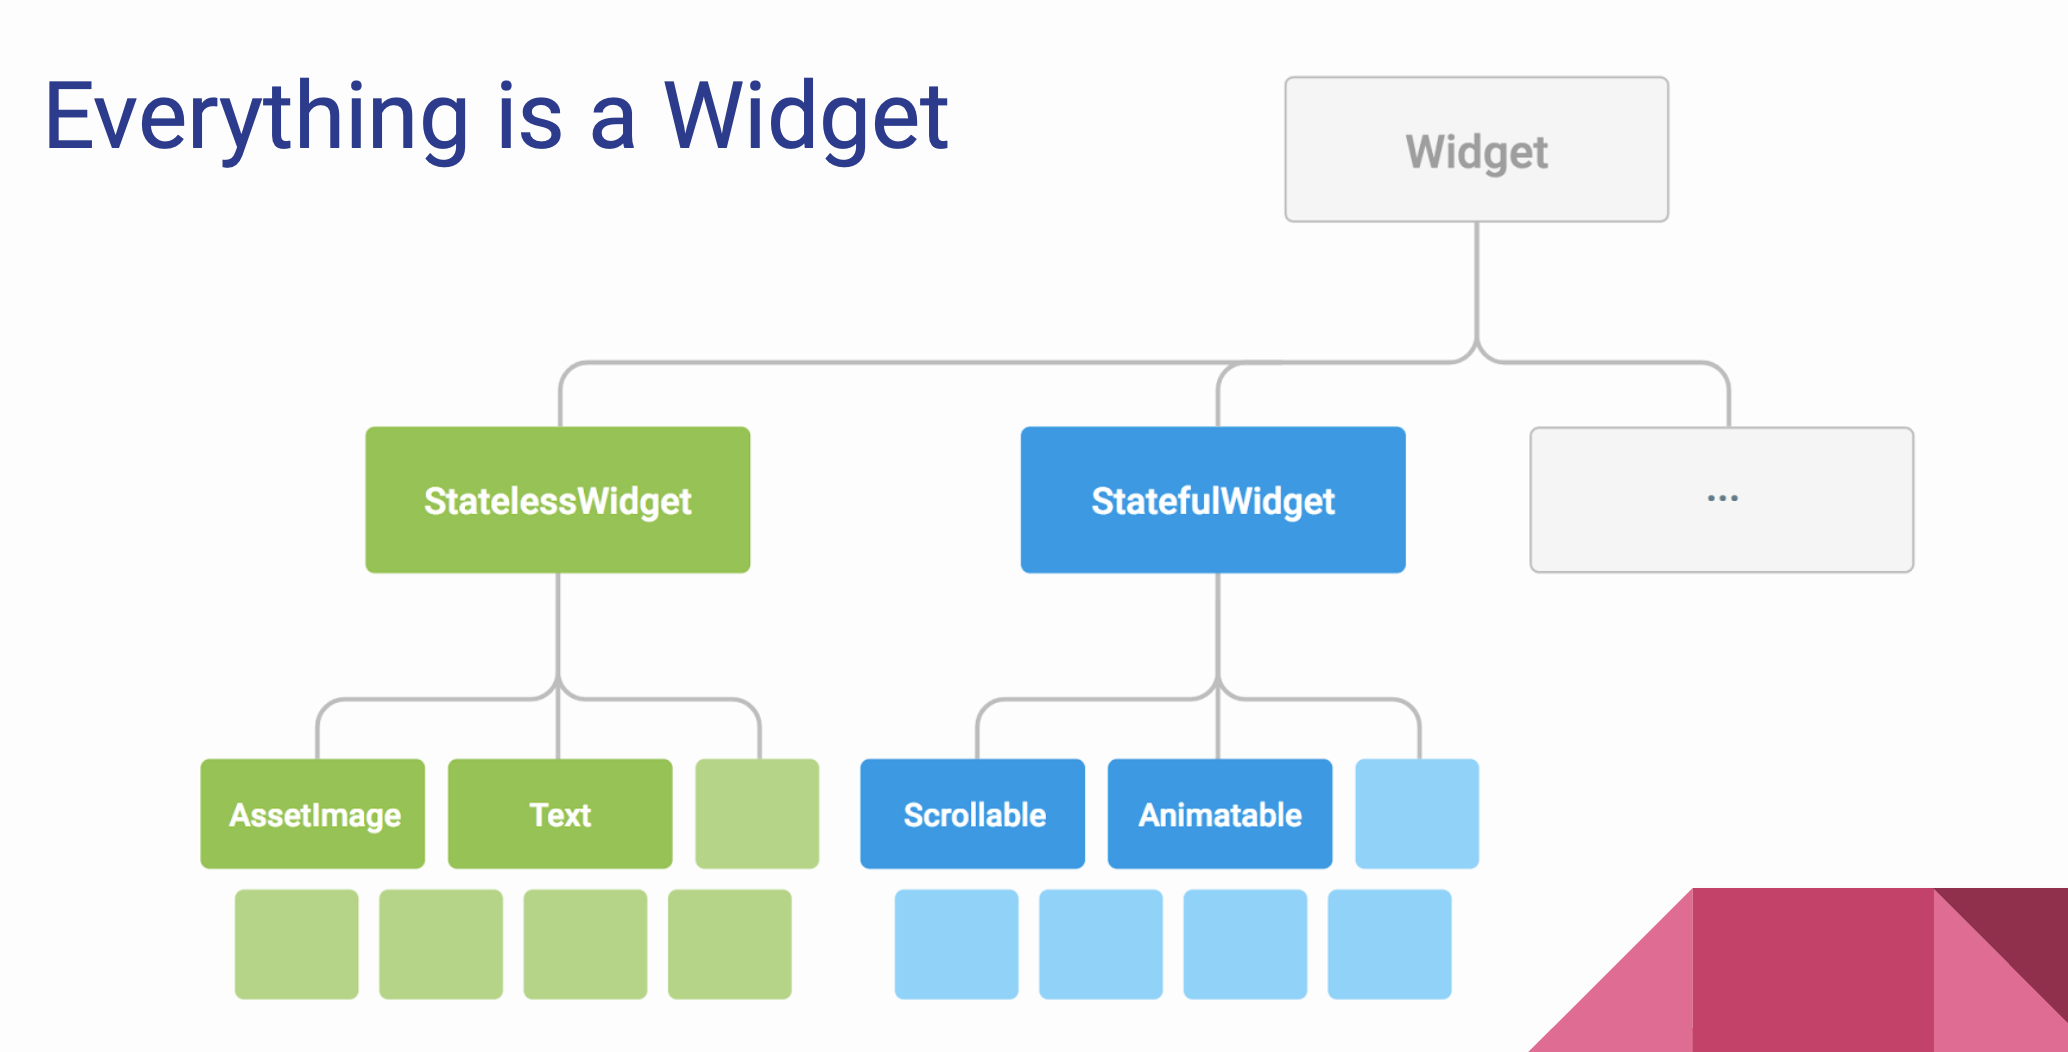 Everything is a Widget
Widget
StatelessWidget
StatefulWidget
...
AssetImage
Text
Scrollable
Animatable